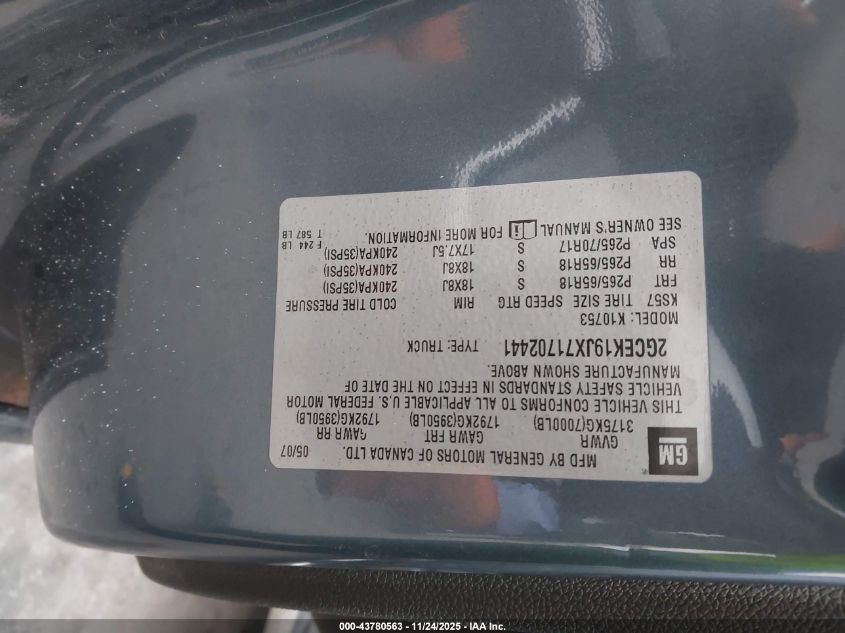 GM
MFD BY GENERAL MOTORS OF CANADA LTD.
05/07
GVWR GAWR FRT GAWR RR
3175KG(7000LB) 1792KG(3950LB) 1792KG(3950LB)
THIS VEHICLE CONFORMS TO ALL APPLICABLE U.S. FEDERAL MOTOR
VEHICLE SAFETY STANDARDS IN EFFECT ON THE DATE OF
MANUFACTURE SHOWN ABOVE.
2GCEK19JX71702441 TYPE: TRUCK
MODEL: K10753
KS57 TIRE SIZE SPEED RTG RIM COLD TIRE PRESSURE
FRT P265/65R18 S 18X8J 240KPA(35PSI)
RR P265/65R18 S 18X8J 240KPA(35PSI)
SPA P265/70R17 S 17X7.5J 240KPA(35PSI)
SEE OWNER'S MANUAL FOR MORE INFORMATION.
F 244 LB
T 587 LB
000-43780563 - 11/24/2025 - IAA Inc.